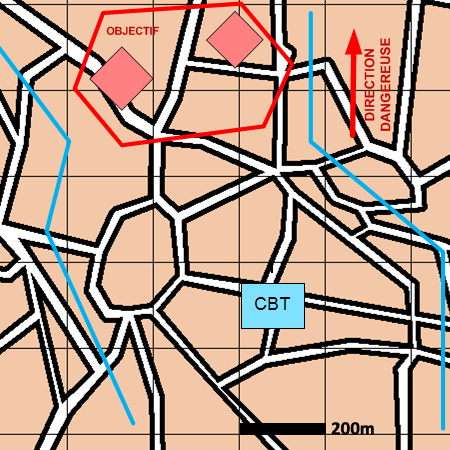 OBJECTIF
DIRECTION
DANGEREUSE
CBT
200m